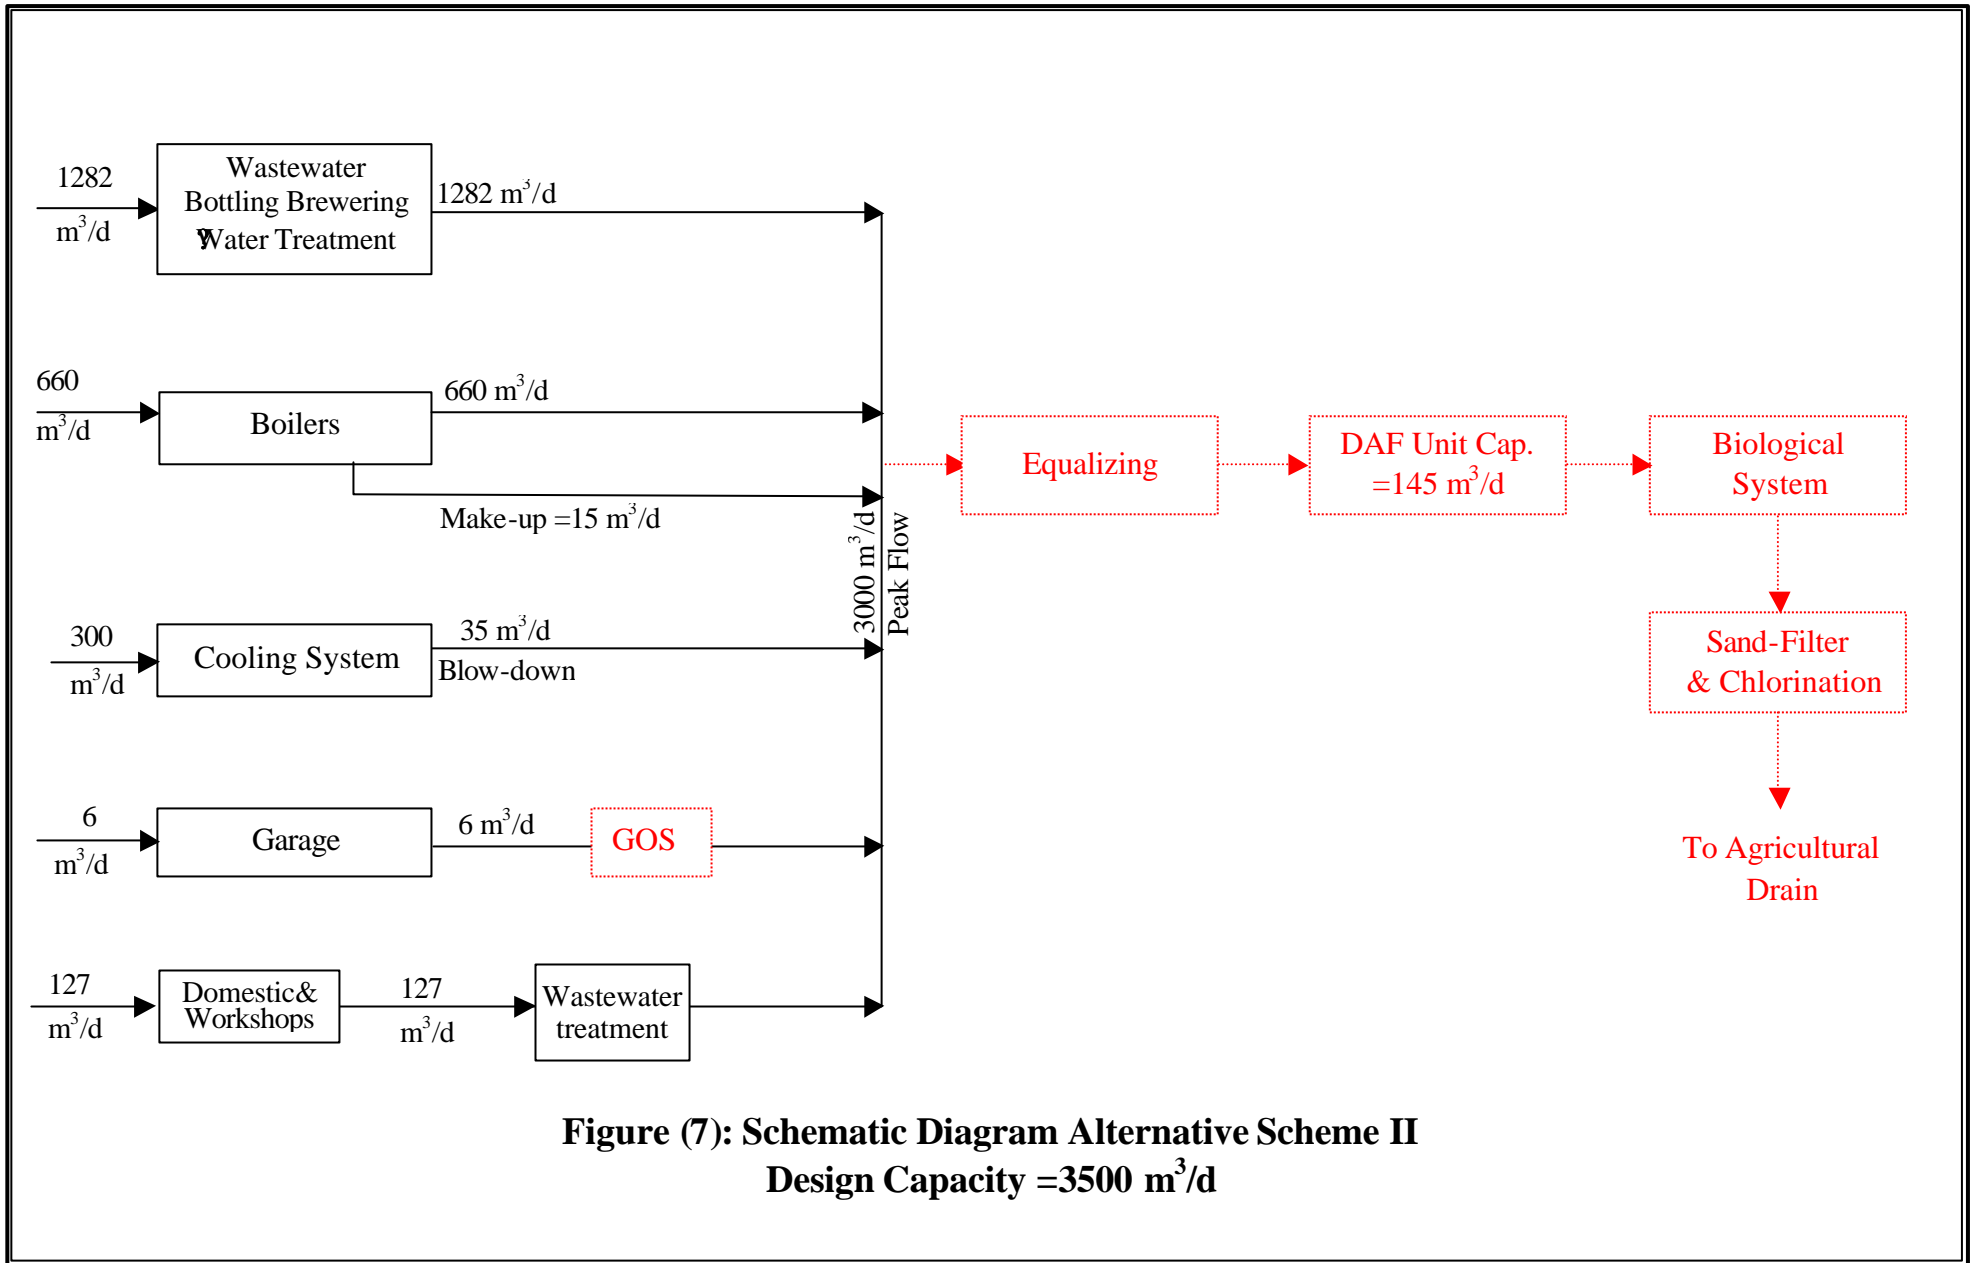 1282
m³/d
Wastewater
Bottling Brewering
Water Treatment
1282 m³/d
660
m³/d
Boilers
660 m³/d
Make-up =15 m³/d
300
m³/d
Cooling System
35 m³/d
Blow-down
6
m³/d
Garage
6 m³/d
GOS
127
m³/d
Domestic&
Workshops
127
m³/d
Wastewater
treatment
3000 m³/d
Peak Flow
Equalizing
DAF Unit Cap.
=145 m³/d
Biological
System
Sand-Filter
& Chlorination
To Agricultural
Drain
Figure (7): Schematic Diagram Alternative Scheme II
Design Capacity =3500 m³/d